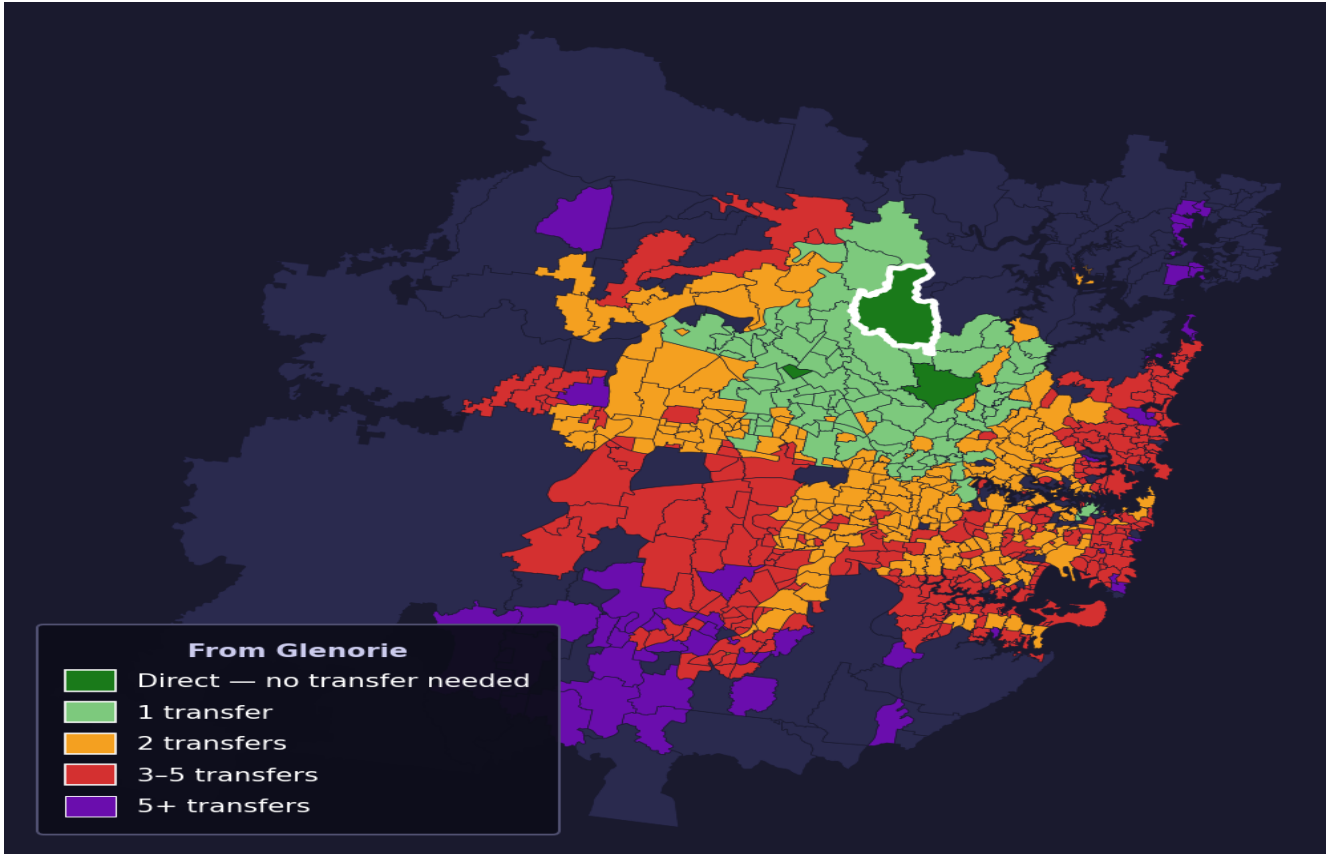 From Glenorie
Direct — no transfer needed
1 transfer
2 transfers
3–5 transfers
5+ transfers